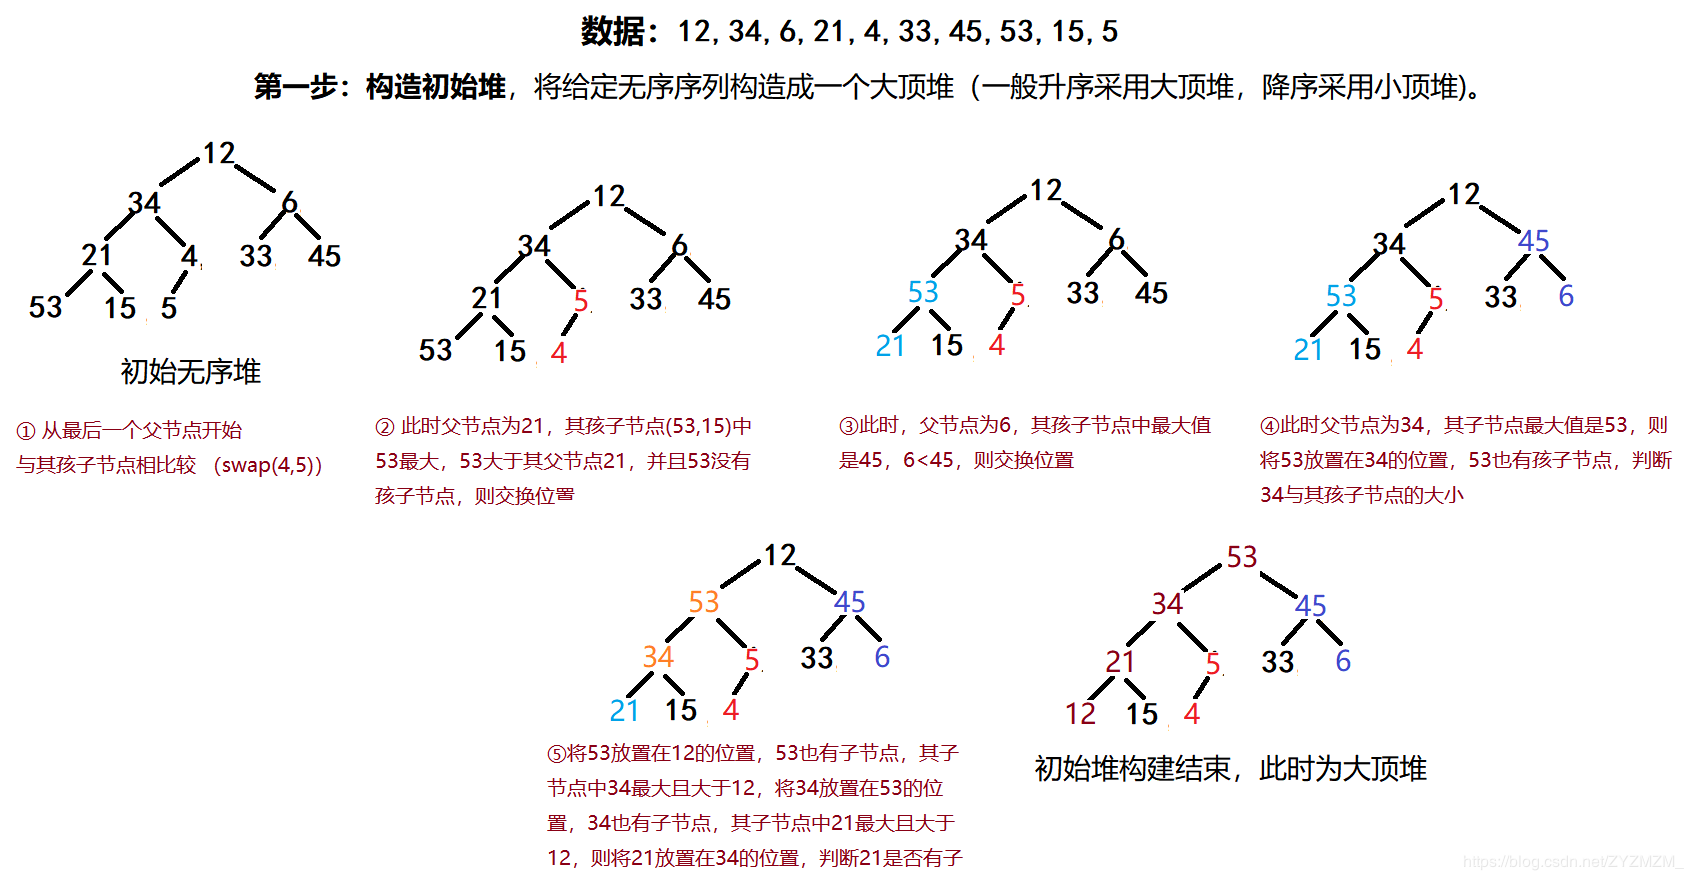 数据：12,34,6,21,4,33,45,53,15,5
第一步：构造初始堆，将给定无序序列构造成一个大顶堆（一般升序采用大顶堆，降序采用小顶堆)。
12
34 6
21 4 33 45
53 15 5
初始无序堆
① 从最后一个父节点开始
与其孩子节点相比较 （swap(4,5)）
12
34 6
21 5 33 45
53 15 4
② 此时父节点为21，其孩子节点(53,15)中
53最大，53大于其父节点21，并且53没有
孩子节点，则交换位置
12
34 6
53 5 33 45
21 15 4
③此时，父节点为6，其孩子节点中最大值
是45，6<45，则交换位置
12
34 45
53 5 33 6
21 15 4
④此时父节点为34，其子节点最大值是53，则
将53放置在34的位置，53也有孩子节点，判断
34与其孩子节点的大小
12
53 45
34 5 33 6
21 15 4
⑤将53放置在12的位置，53也有子节点，其子
节点中34最大且大于12，将34放置在53的位
置，34也有子节点，其子节点中21最大且大于
12，则将21放置在34的位置，判断21是否有子
53
34 45
21 5 33 6
12 15 4
初始堆构建结束，此时为大顶堆
https://blog.csdn.net/ZYZMZM_